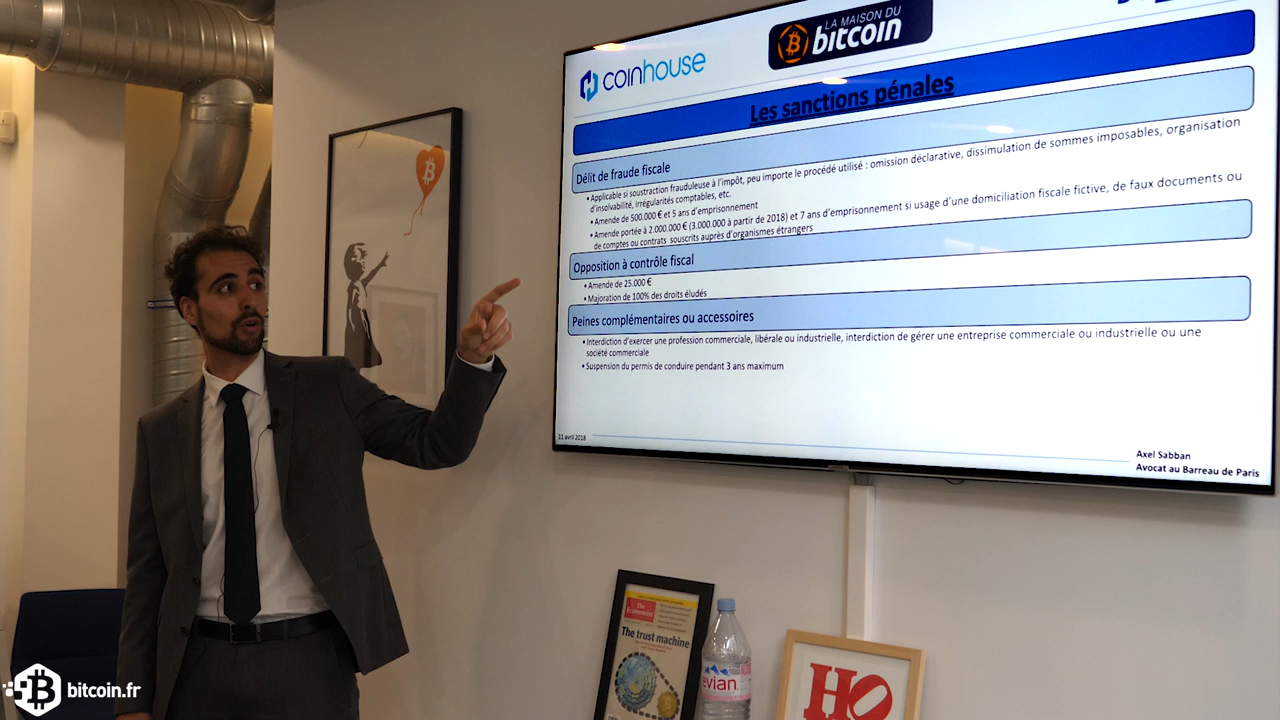 coinhouse
LA MAISON DU
bitcoin
Les sanctions pénales
Délit de fraude fiscale
• Applicable si soustraction frauduleuse à l'impôt, peu importe le procédé utilisé : omission déclarative, dissimulation de sommes imposables, organisation
d'insolvabilité, irrégularités comptables, etc.
• Amende de 500.000 € et 5 ans d'emprisonnement
• Amende portée à 2.000.000 € (3.000.000 à partir de 2018) et 7 ans d'emprisonnement si usage d'une domiciliation fiscale fictive, de faux documents ou
de comptes ou contrats souscrits auprès d'organismes étrangers
Opposition à contrôle fiscal
• Amende de 25.000 €
• Majoration de 100% des droits éludés
Peines complémentaires ou accessoires
• Interdiction d'exercer une profession commerciale, libérale ou industrielle, interdiction de gérer une entreprise commerciale ou industrielle ou une
société commerciale
• Suspension du permis de conduire pendant 3 ans maximum
11 avril 2018
Axel Sabban
Avocat au Barreau de Paris
The
Economist
The trust machine
evian
HO
bitcoin.fr